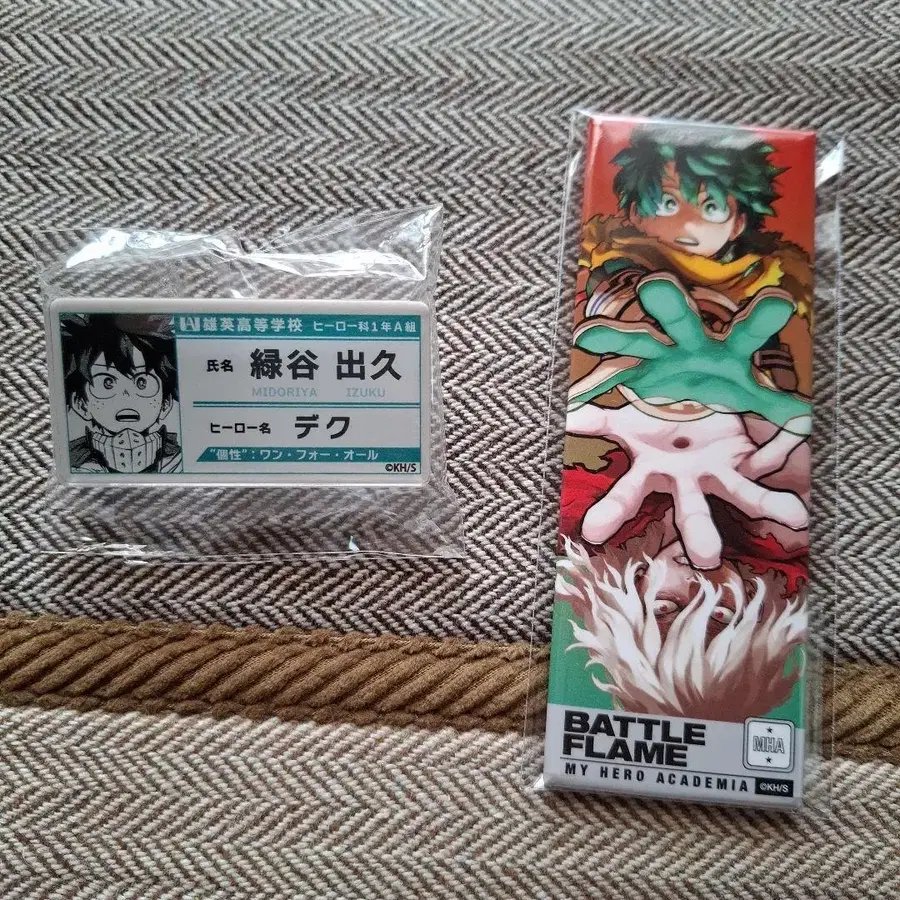 雄英高等学校 ヒーロー科1年A組
氏名 緑谷 出久
MIDORIYA IZUKU
ヒーロー名 デク
"個性":ワン・フォー・オール
©KH/S
BATTLE
FLAME
MHA
MY HERO ACADEMIA ©KH/S